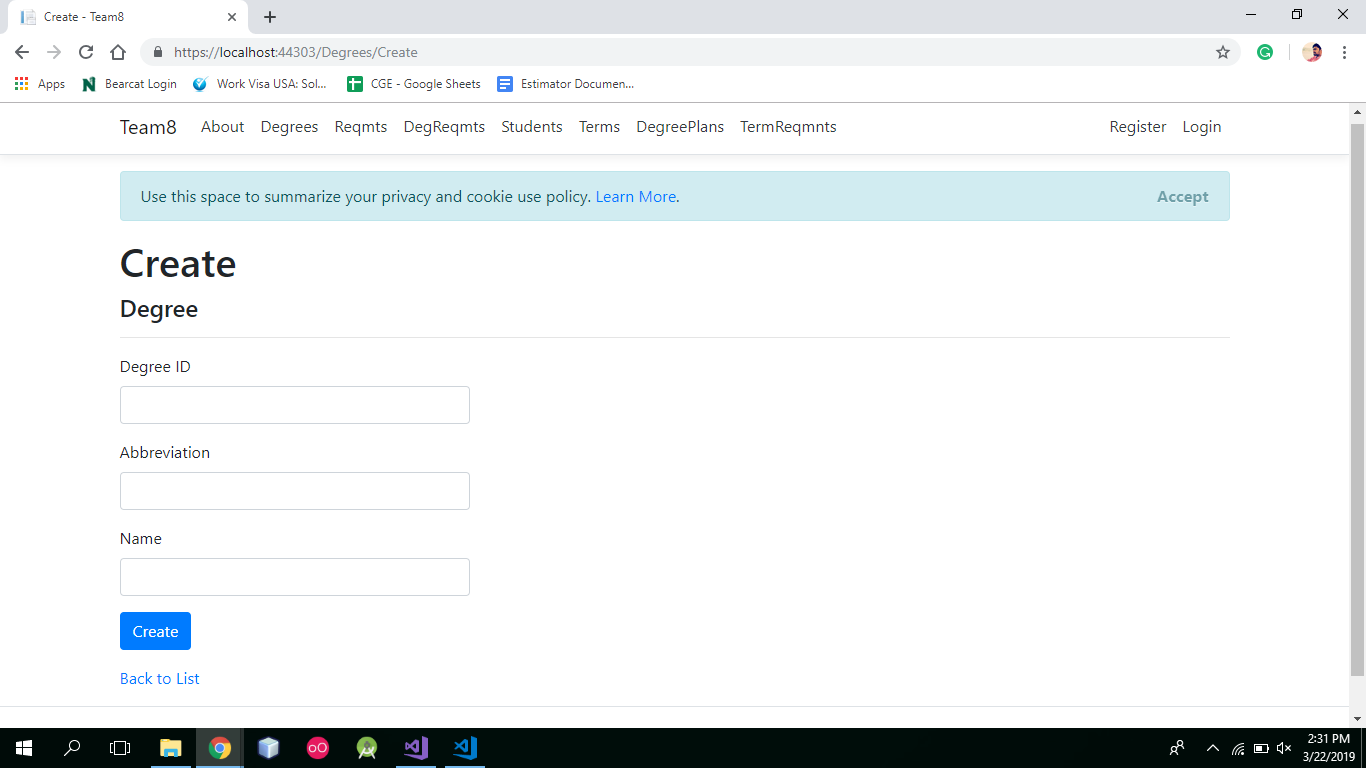 Create - Team8
https://localhost:44303/Degrees/Create
Apps Bearcat Login Work Visa USA: Sol... CGE - Google Sheets Estimator Documen...
Team8 About Degrees Reqmts DegReqmts Students Terms DegreePlans TermReqmnts Register Login
Use this space to summarize your privacy and cookie use policy. Learn More. Accept
Create
Degree
Degree ID
Abbreviation
Name
Create
Back to List
2:31 PM
3/22/2019